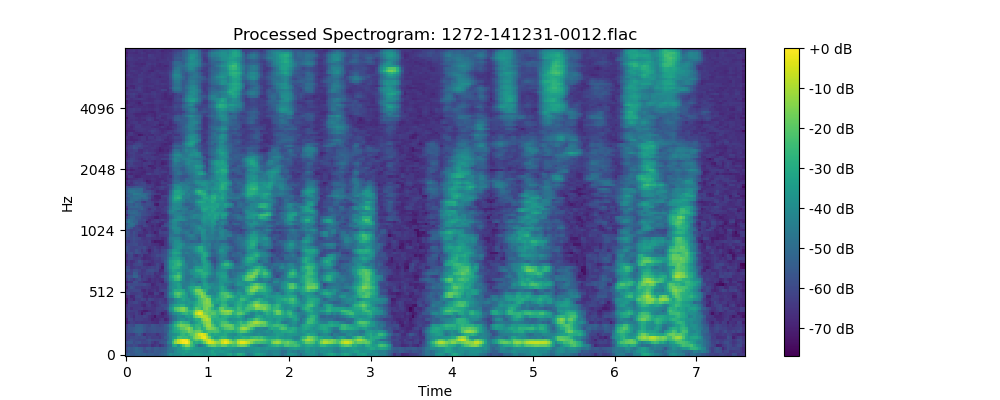 Processed Spectrogram: 1272-141231-0012.flac
Hz
4096
2048
1024
512
0
0 1 2 3 4 5 6 7
Time
+0 dB
-10 dB
-20 dB
-30 dB
-40 dB
-50 dB
-60 dB
-70 dB